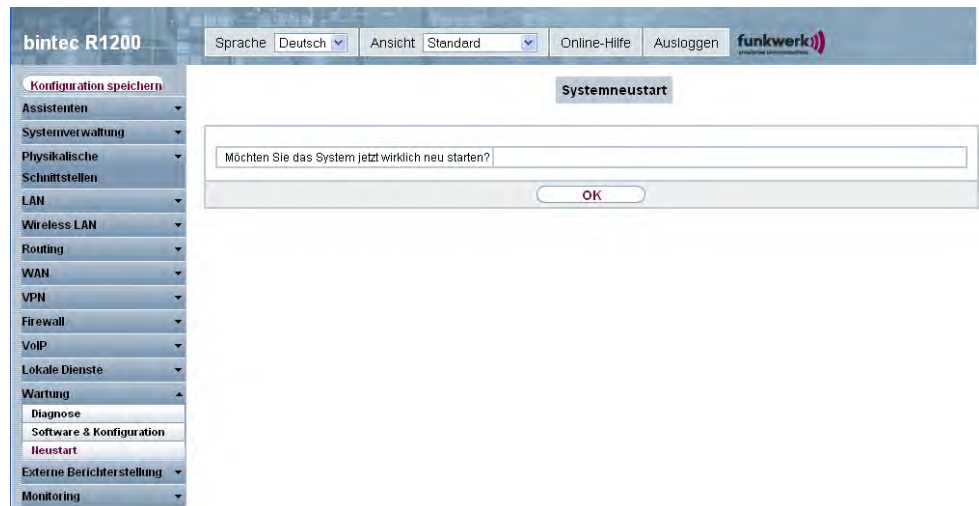 bintec R1200
Sprache Deutsch Ansicht Standard Online-Hilfe Ausloggen funkwerk
Konfiguration speichern
Systemneustart
Assistenten
Systemverwaltung
Physikalische
Schnittstellen
LAN
Wireless LAN
Routing
WAN
VPN
Firewall
VoIP
Lokale Dienste
Wartung
Diagnose
Software & Konfiguration
Neustart
Externe Berichterstellung
Monitoring
Möchten Sie das System jetzt wirklich neu starten?
OK